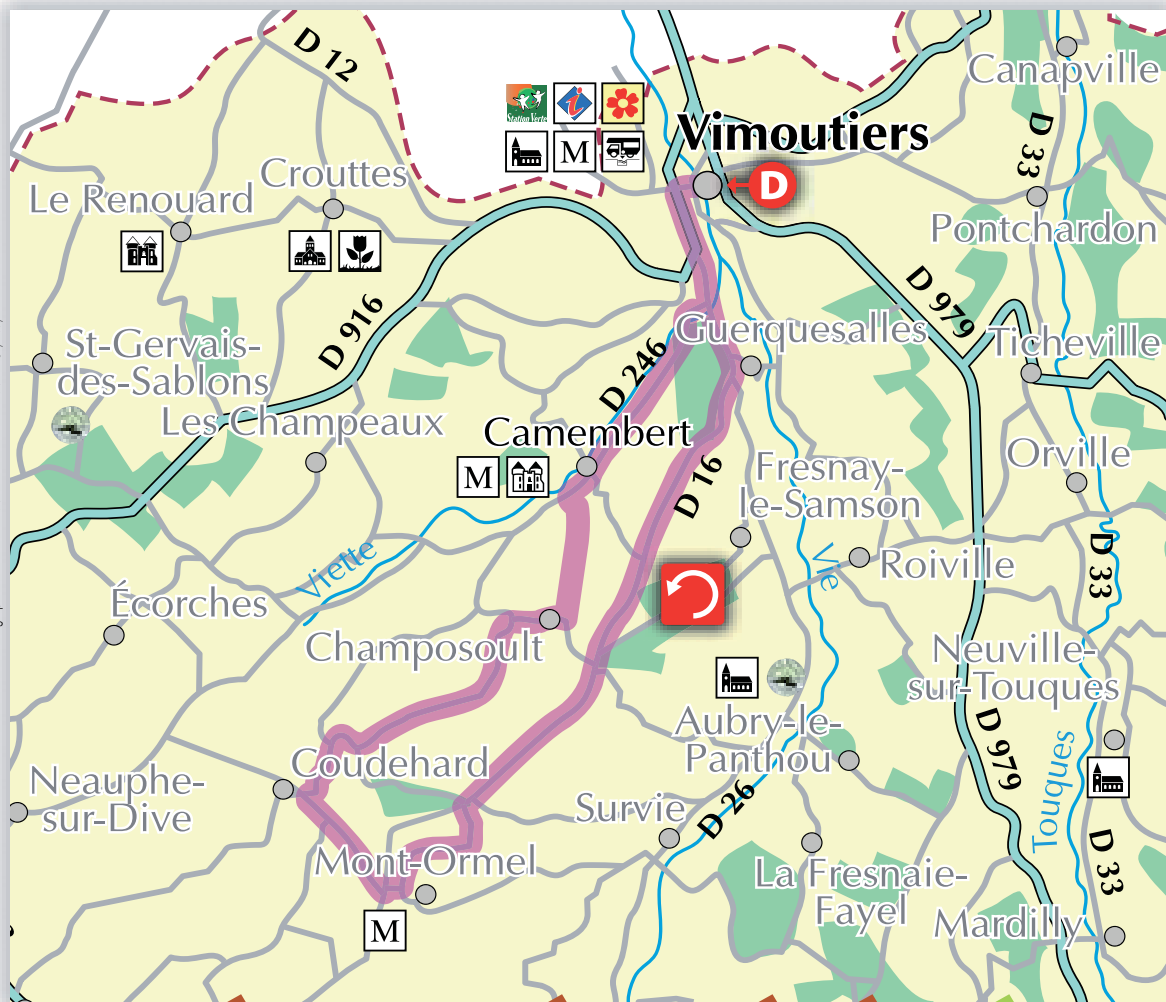 D 12
Canapville
Station Verte
i
Vimoutiers
M
D 33
Crouttes
D
Le Renouard
Pontchardon
D 916
D 979
Guerquesalles
Ticheville
St-Gervais-
des-Sablons
D 246
Les Champeaux
Camembert
Orville
M
D 16
Fresnay-
le-Samson
Viette
Vie
D 33
Roiville
Écorches
Champosoult
Neuville-
sur-Touques
Aubry-le-
Panthou
D 979
Touques
Coudehard
Neauphe-
sur-Dive
Survie
D 26
Mont-Ormel
D 33
La Fresnaie-
Fayel
Mardilly
M